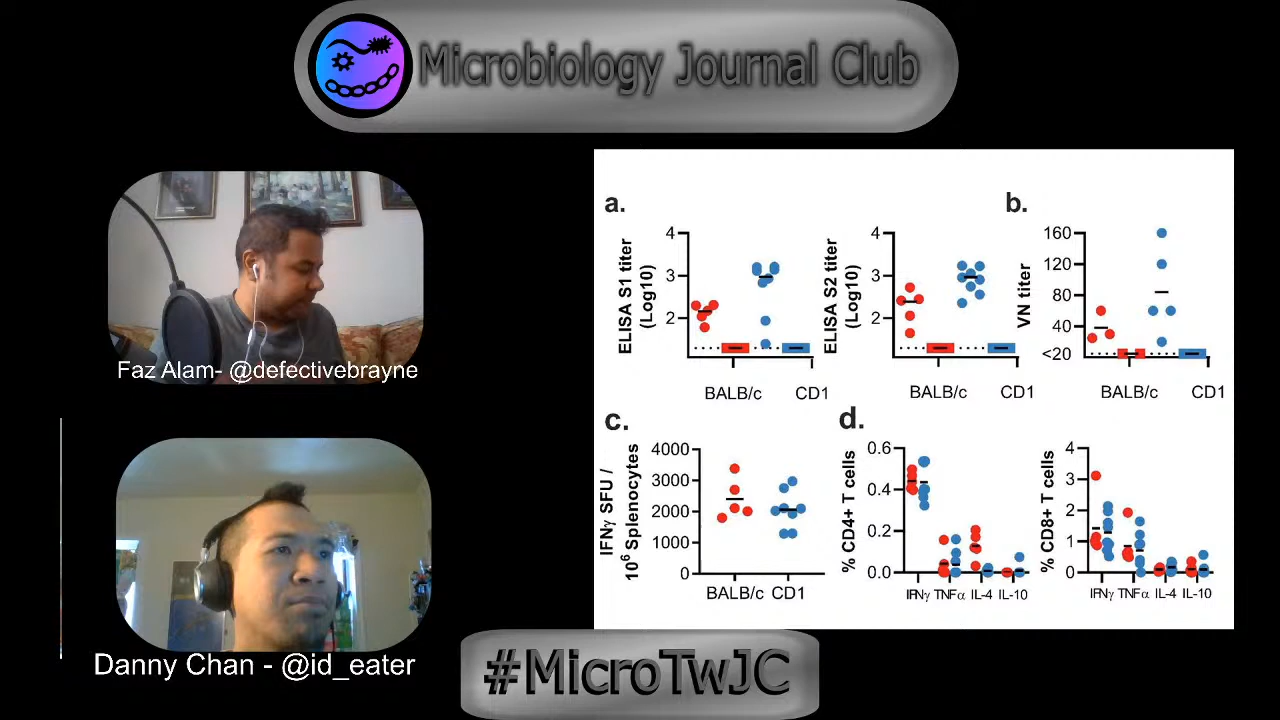 Microbiology Journal Club
Faz Alam- @defectivebrayne
Danny Chan - @id_eater
a.
ELISA S1 titer
(Log10)
4
3
2
ELISA S2 titer
(Log10)
4
3
2
BALB/c CD1
BALB/c CD1
b.
VN titer
160
120
80
40
<20
BALB/c CD1
c.
IFNγ SFU /
10⁶ Splenocytes
4000
3000
2000
1000
0
BALB/c CD1
d.
% CD4+ T cells
0.6
0.4
0.2
0.0
IFNγ TNFα IL-4 IL-10
% CD8+ T cells
4
3
2
1
0
IFNγ TNFα IL-4 IL-10
#MicroTwJC